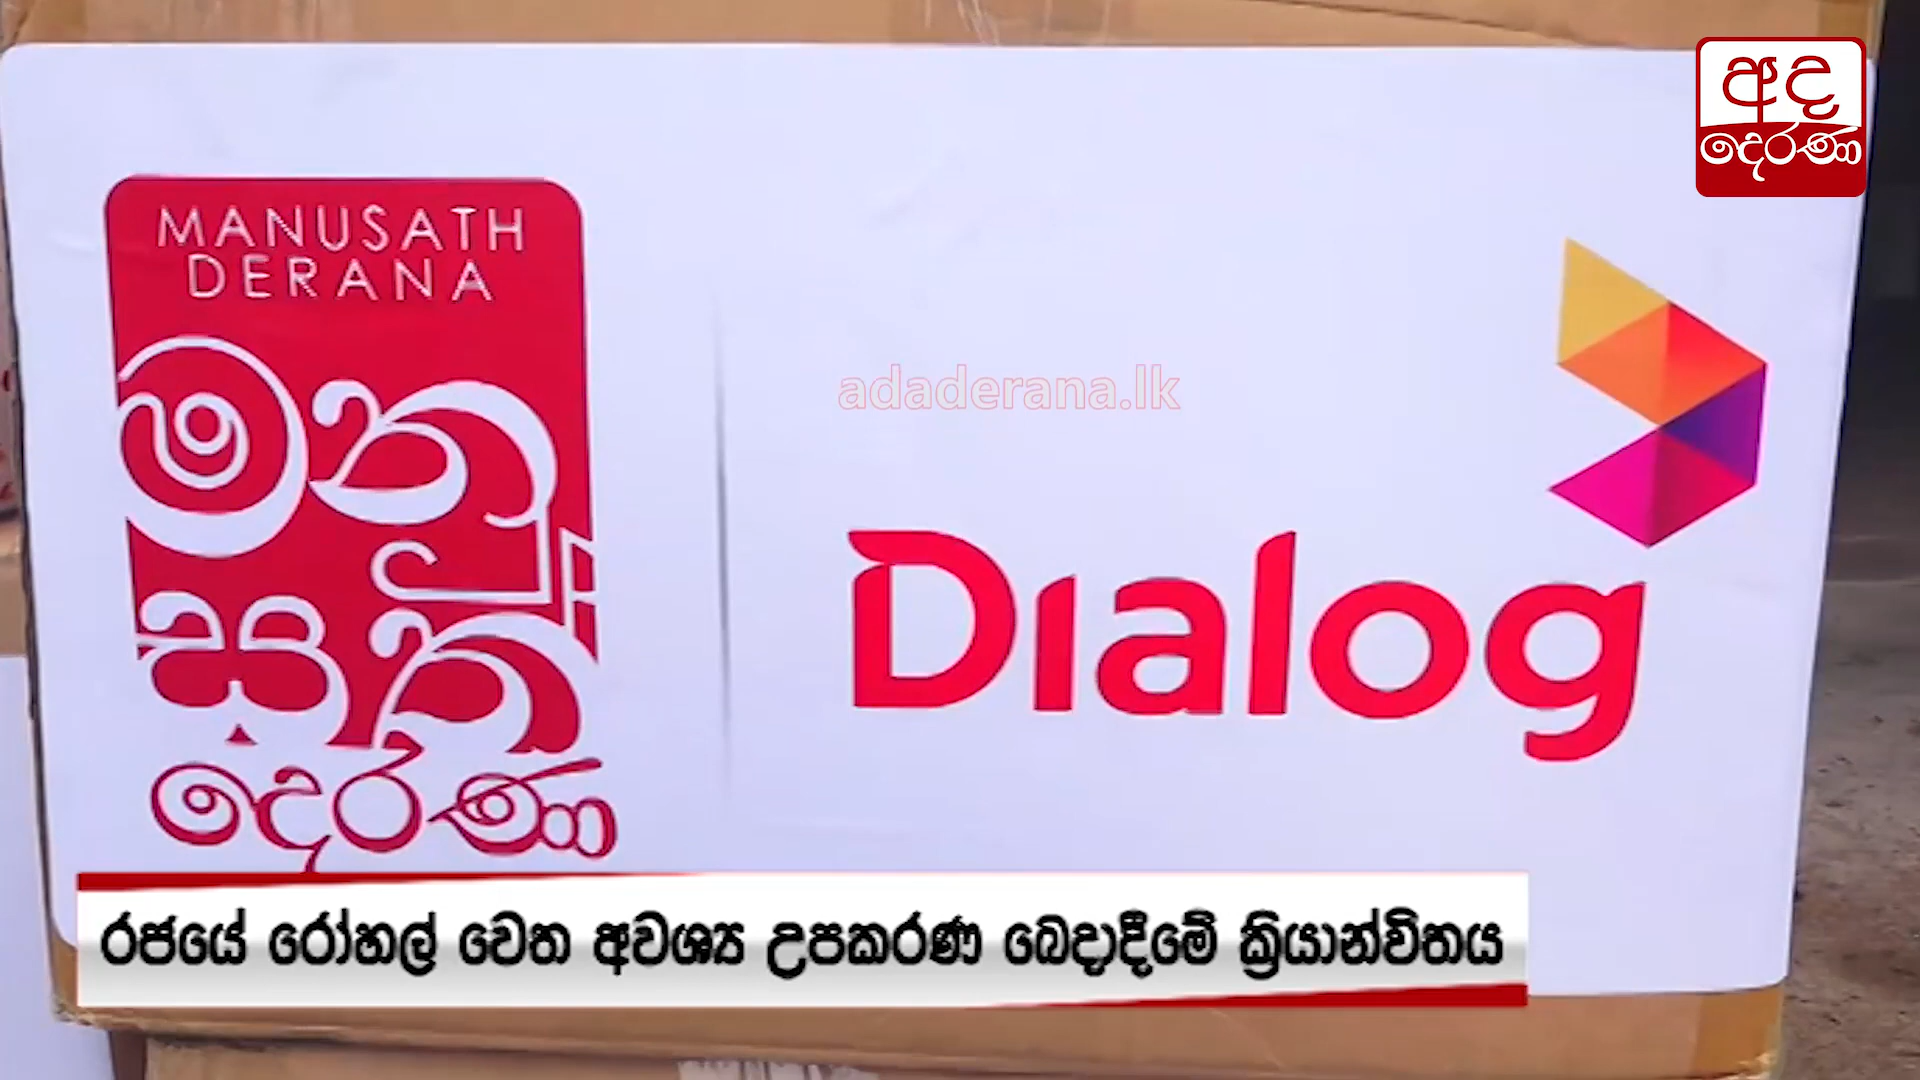 අද
දෙරණ
MANUSATH
DERANA
මනු
සත්
දෙරණ
adaderana.lk
Dialog
රජයේ රෝහල් වෙත අවශ්‍ය උපකරණ බෙදාදීමේ ක්‍රියාන්විතය